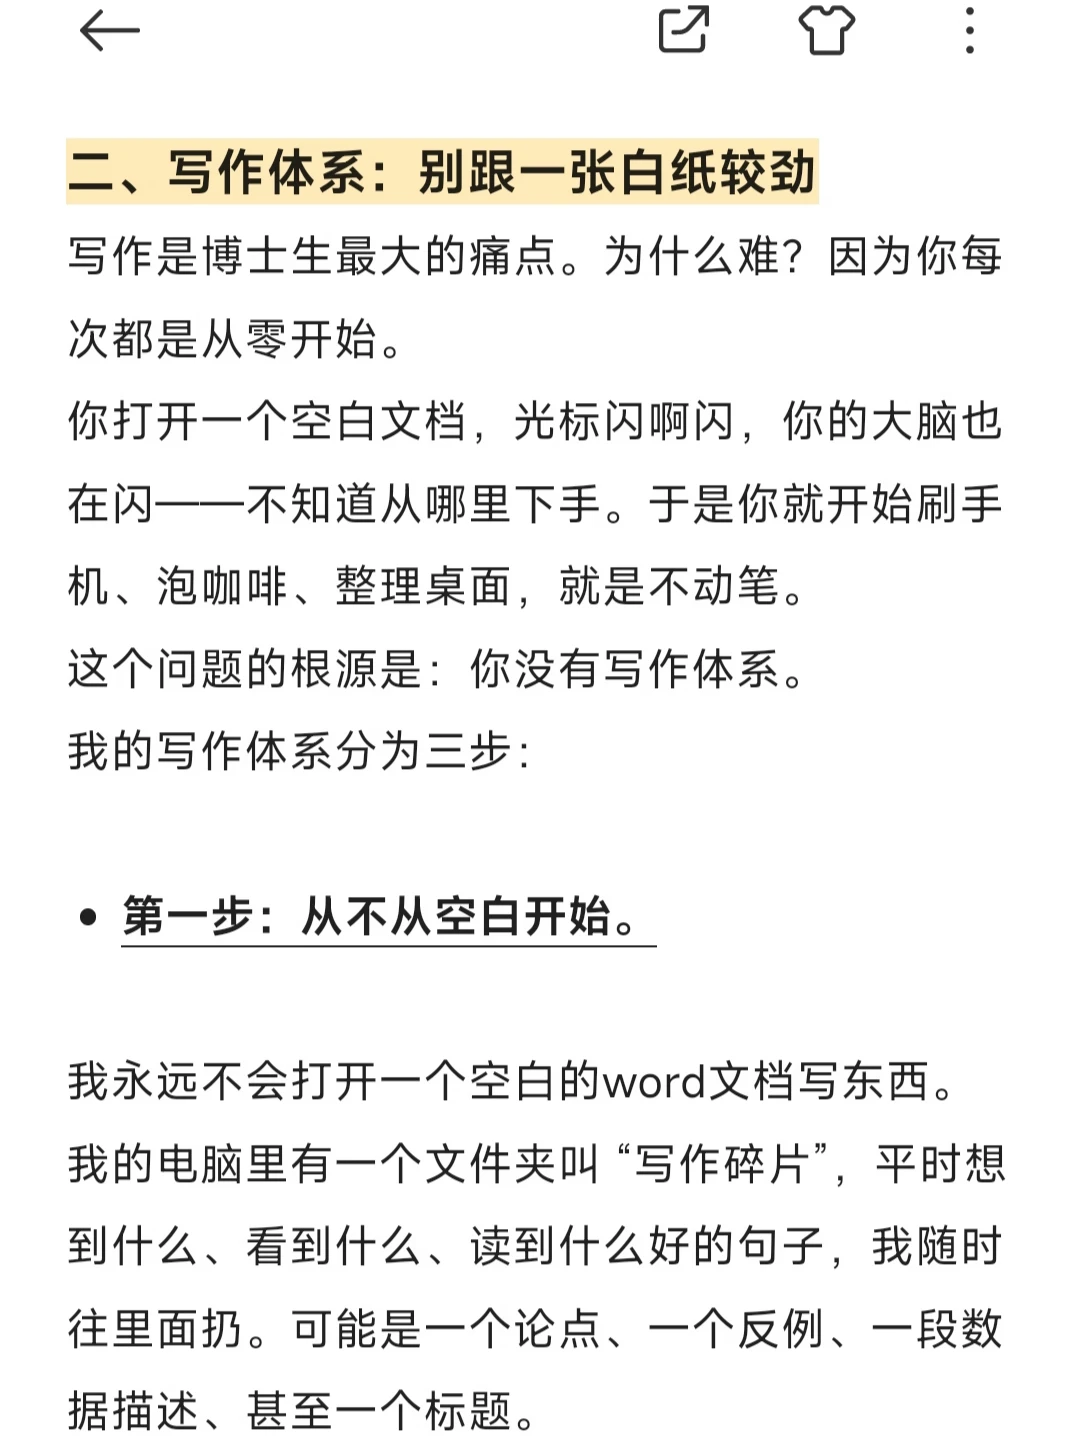 二、写作体系：别跟一张白纸较劲
写作是博士生最大的痛点。为什么难？因为你每
次都是从零开始。
你打开一个空白文档，光标闪啊闪，你的大脑也
在闪——不知道从哪里下手。于是你就开始刷手
机、泡咖啡、整理桌面，就是不动笔。
这个问题的根源是：你没有写作体系。
我的写作体系分为三步：
• 第一步：从不从空白开始。
我永远不会打开一个空白的word文档写东西。
我的电脑里有一个文件夹叫“写作碎片”，平时想
到什么、看到什么、读到什么好的句子，我随时
往里面扔。可能是一个论点、一个反例、一段数
据描述、甚至一个标题。